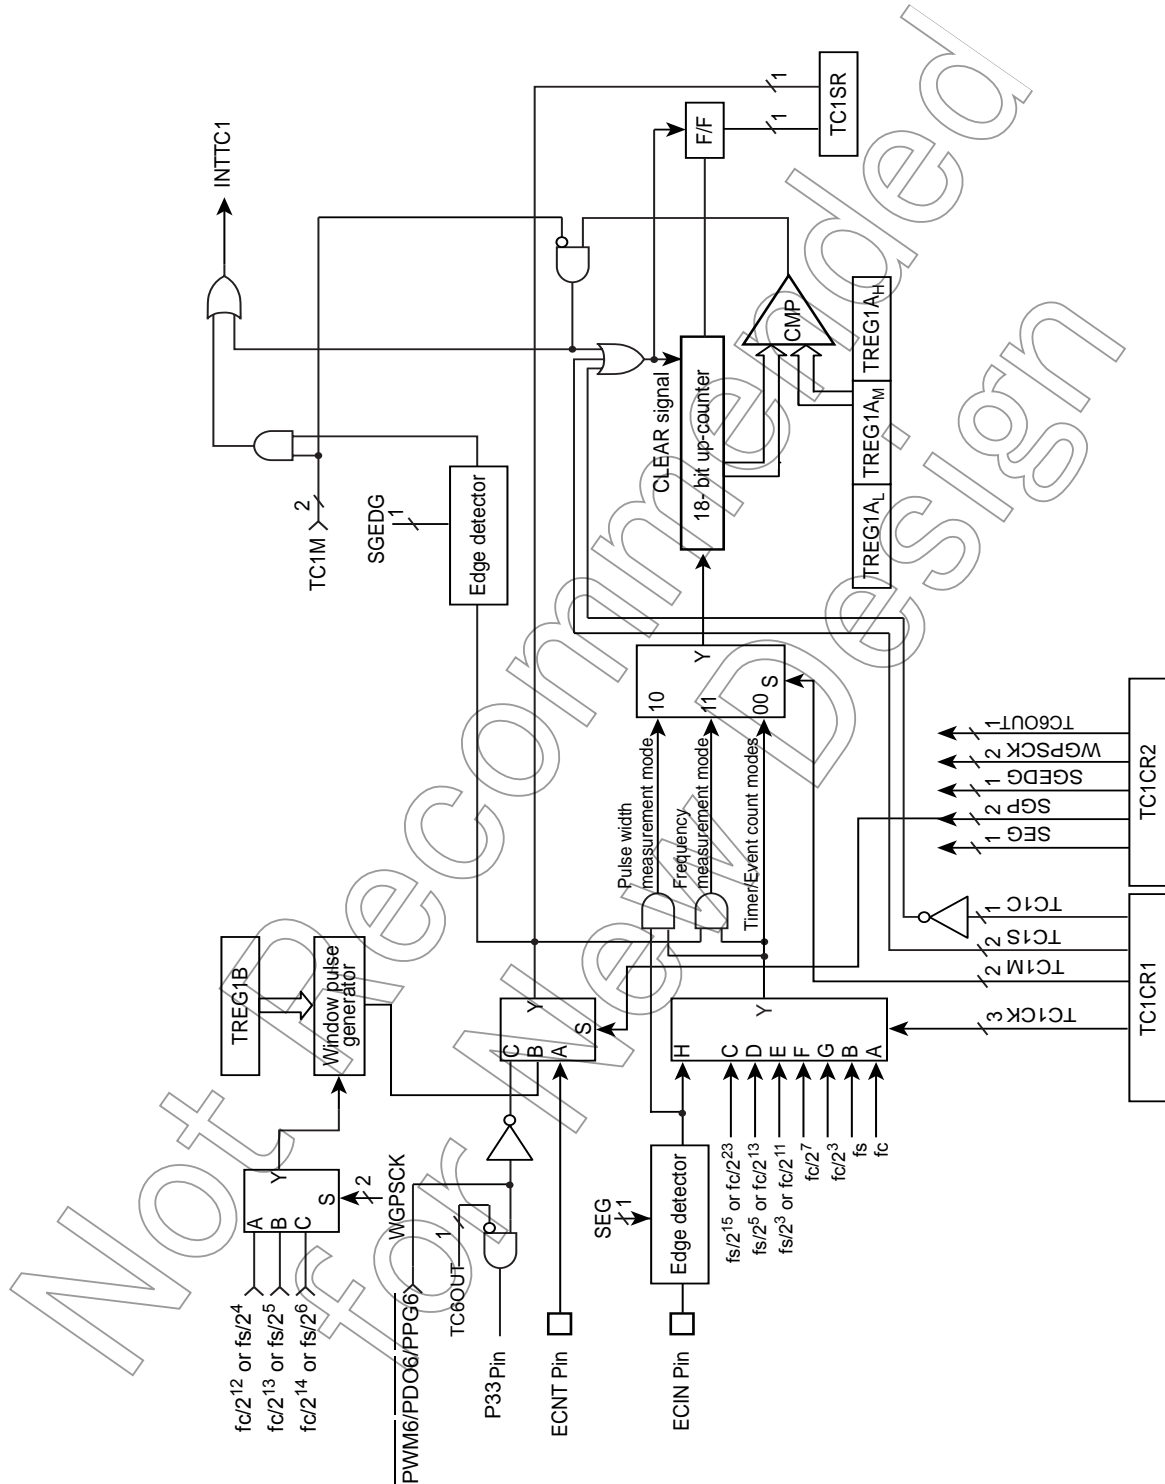 Not Recommended
for New Design
fc/2^12 or fs/2^4
fc/2^13 or fs/2^5
fc/2^14 or fs/2^6
A
B
C
Y
S
2
WGPSCK
TREG1B
Window pulse
generator
PWM6/PDO6/PPG6
TC6OUT
1
P33 Pin
ECNT Pin
C
B
A
Y
S
ECIN Pin
Edge detector
SEG
1
fs/2^15 or fc/2^23
fs/2^5 or fc/2^13
fs/2^3 or fc/2^11
fc/2^7
fc/2^3
fs
fc
H
C
D
E
F
G
B
A
Y
Pulse width
measurement mode
Frequency
measurement mode
Timer/Event count modes
10
11
00
Y
S
TC1M
2
SGEDG
1
Edge detector
INTTC1
CLEAR signal
18- bit up-counter
CMP
TREG1A_L
TREG1A_M
TREG1A_H
F/F
1
1
TC1SR
TC1CK
3
TC1M
2
TC1S
2
TC1C
1
TC1CR1
SEG
1
SGP
2
SGEDG
1
WGPSCK
2
TC6OUT
1
TC1CR2